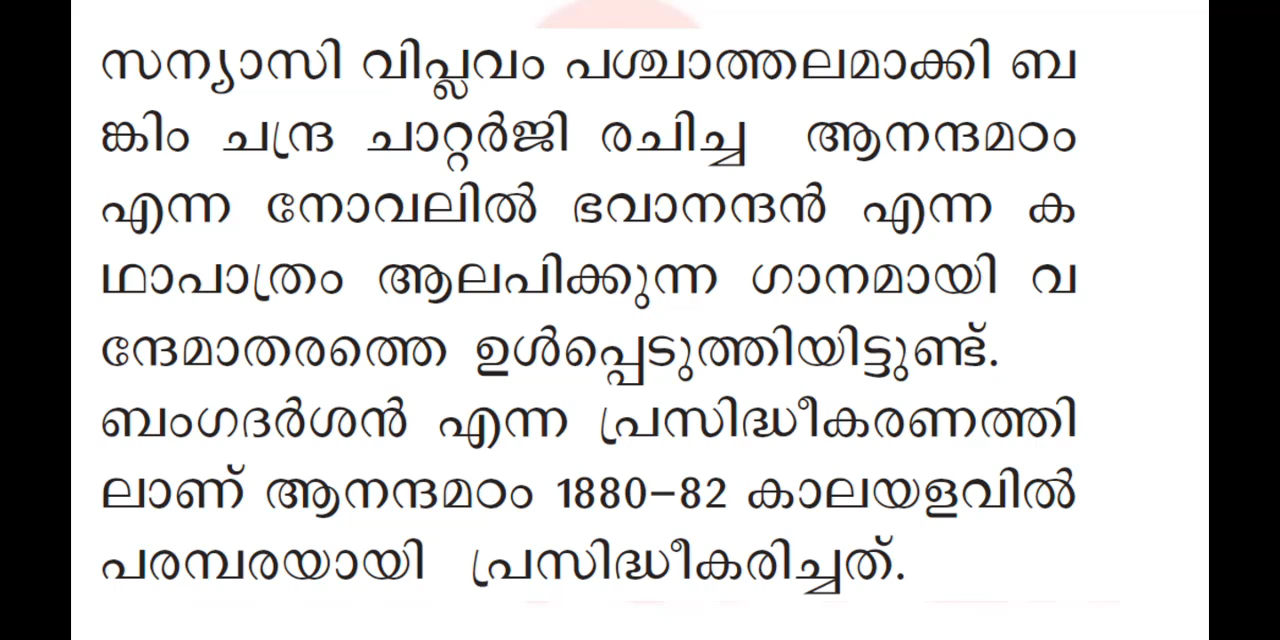 സന്യാസി വിപ്ലവം പശ്ചാത്തലമാക്കി ബ
ങ്കിം ചന്ദ്ര ചാറ്റർജി രചിച്ച ആനന്ദമഠം
എന്ന നോവലിൽ ഭവാനന്ദൻ എന്ന ക
ഥാപാത്രം ആലപിക്കുന്ന ഗാനമായി വ
ന്ദേമാതരത്തെ ഉൾപ്പെടുത്തിയിട്ടുണ്ട്.
ബംഗദർശൻ എന്ന പ്രസിദ്ധീകരണത്തി
ലാണ് ആനന്ദമഠം 1880-82 കാലയളവിൽ
പരമ്പരയായി പ്രസിദ്ധീകരിച്ചത്.